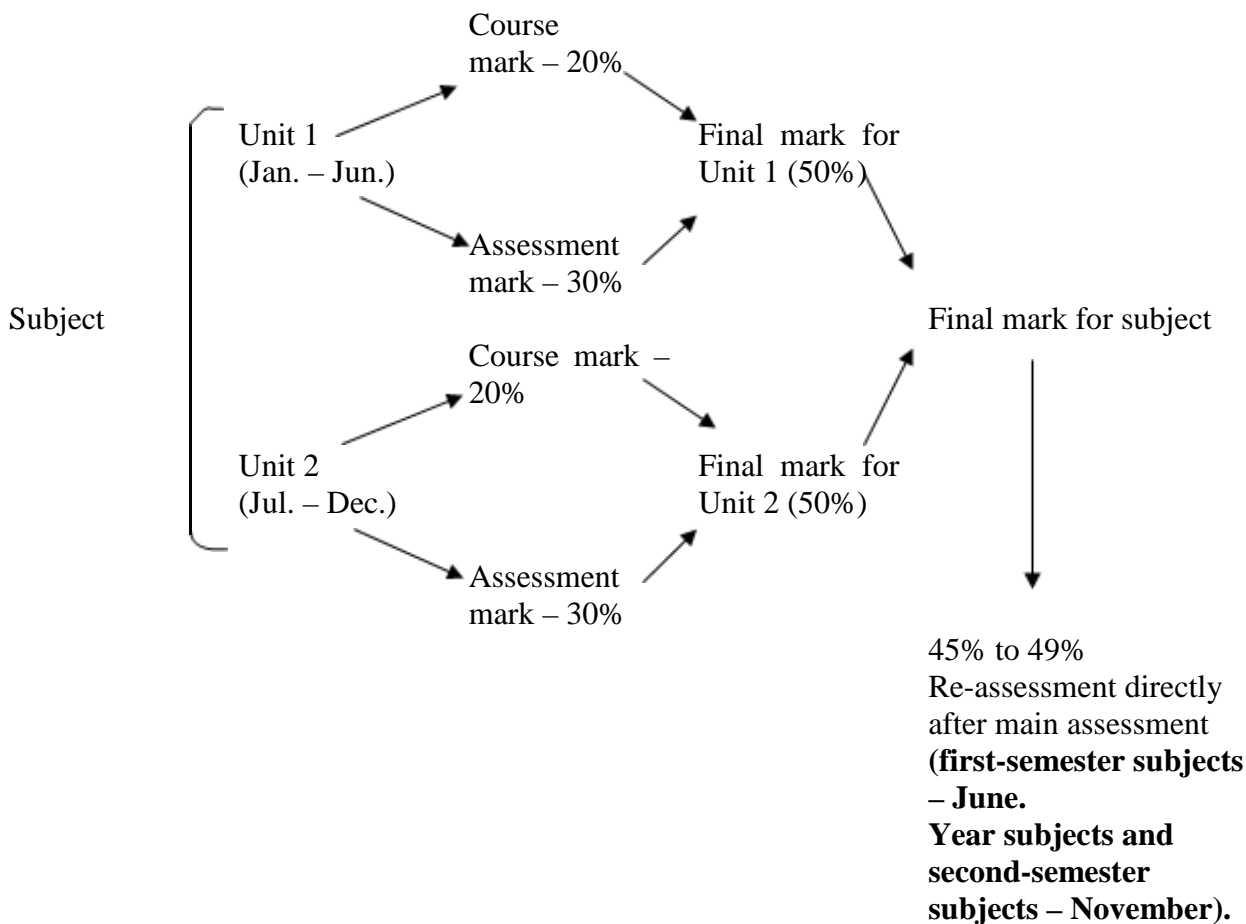 Course
mark – 20%
Unit 1
(Jan. – Jun.)
Final mark for
Unit 1 (50%)
Assessment
mark – 30%
Subject
Final mark for subject
Course mark –
20%
Unit 2
(Jul. – Dec.)
Final mark for
Unit 2 (50%)
Assessment
mark – 30%
45% to 49%
Re-assessment directly
after main assessment
(first-semester subjects
– June.
Year subjects and
second-semester
subjects – November).